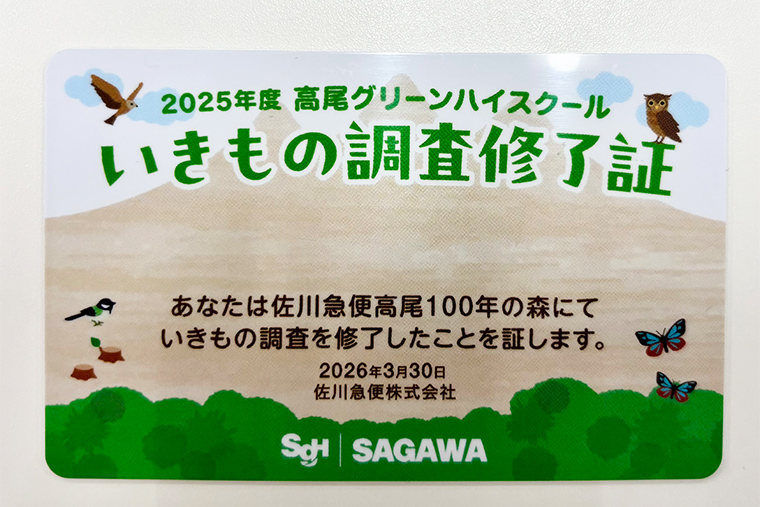 2025年度 高尾グリーンハイスクール
いきもの調査修了証
あなたは佐川急便高尾100年の森にて
いきもの調査を修了したことを証します。
2026年3月30日
佐川急便株式会社
SGH SAGAWA